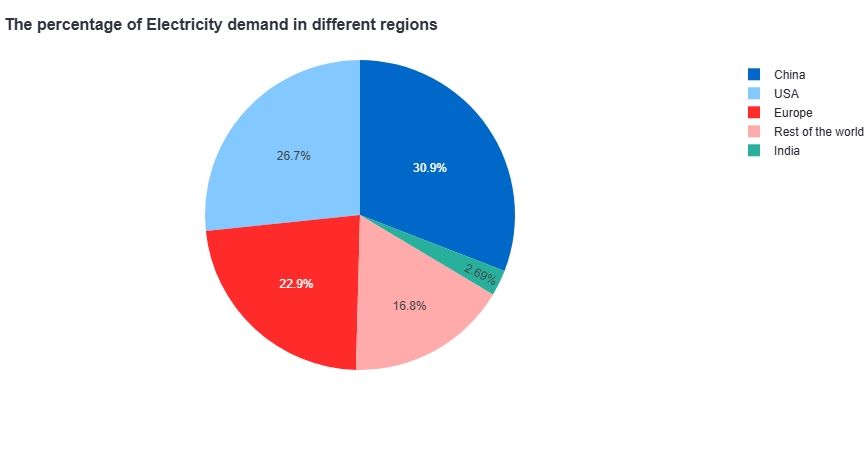 The percentage of Electricity demand in different regions
China
USA
Europe
Rest of the world
India
26.7%
30.9%
2.69%
22.9%
16.8%